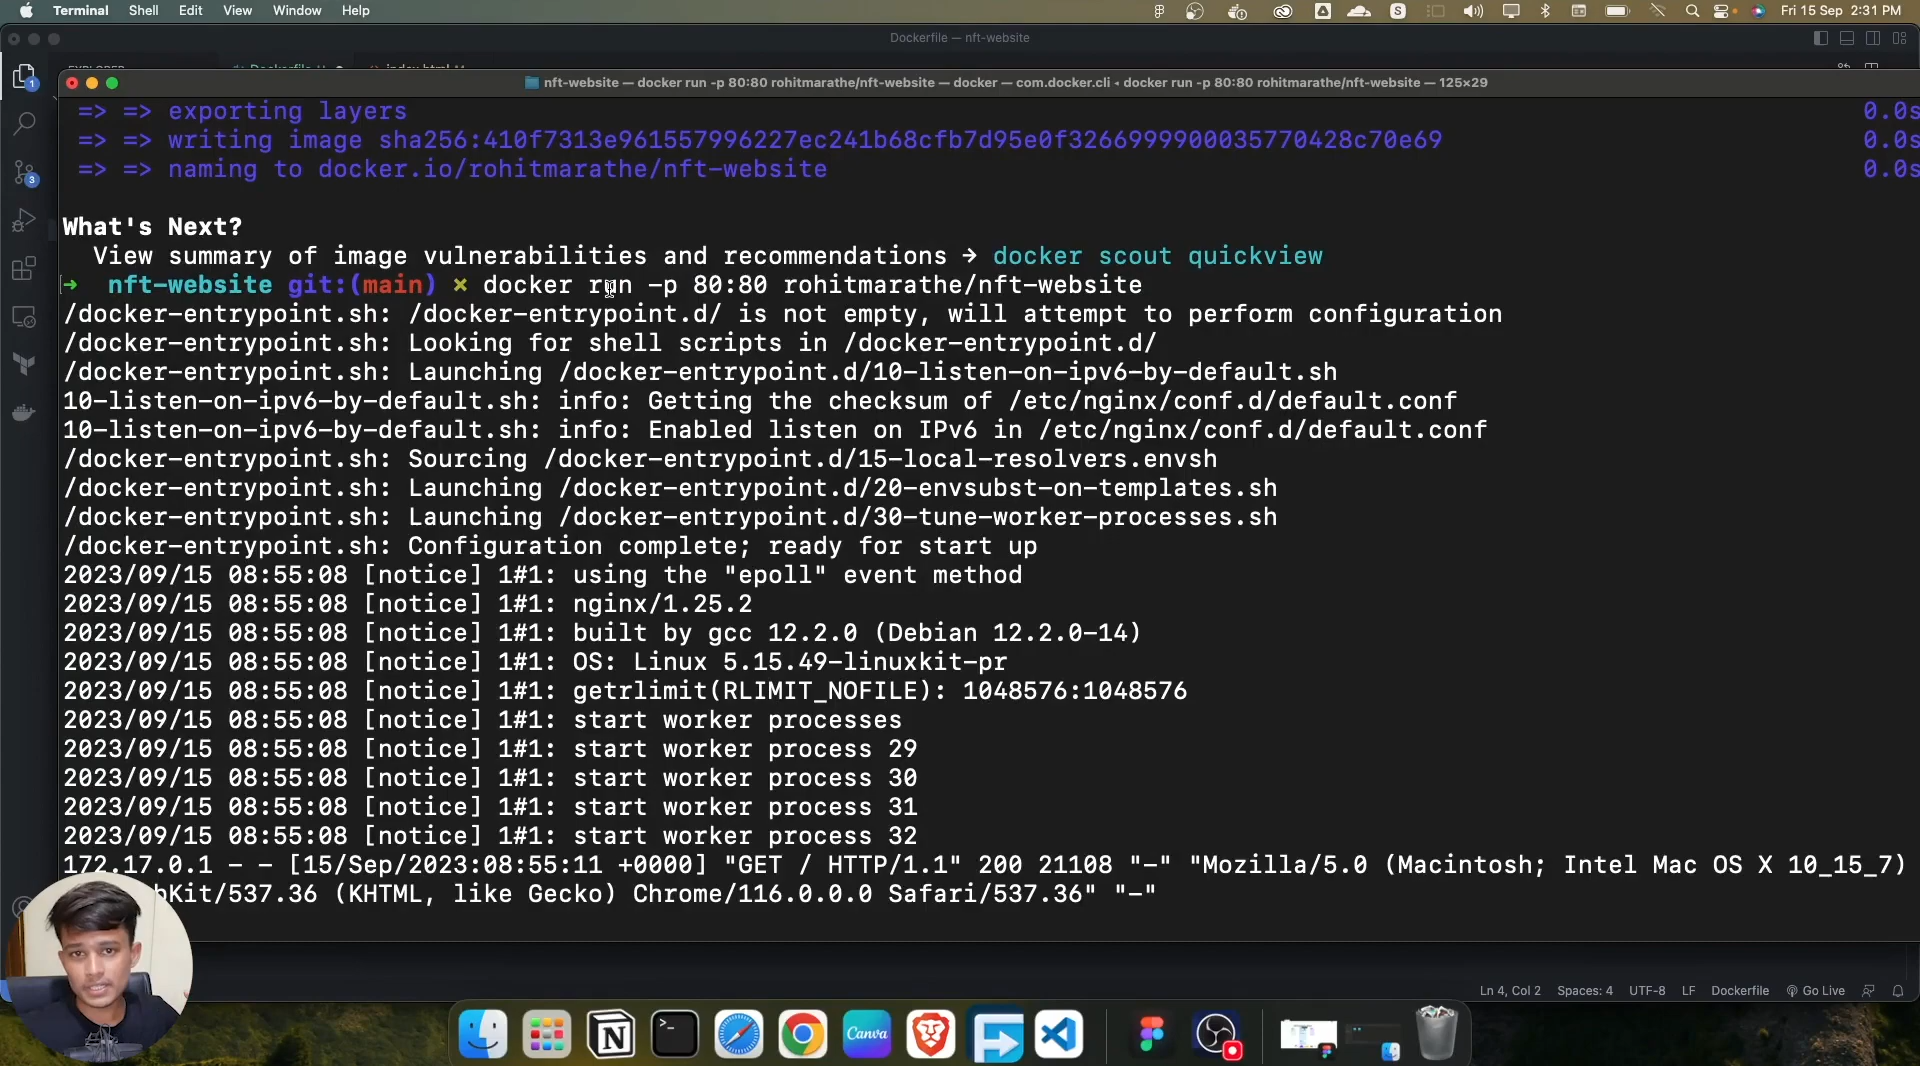 Terminal Shell Edit View Window Help
Fri 15 Sep 2:31 PM
Dockerfile — nft-website
nft-website — docker run -p 80:80 rohitmarathe/nft-website — docker — com.docker.cli ◂ docker run -p 80:80 rohitmarathe/nft-website — 125×29
=> => exporting layers 0.0s
=> => writing image sha256:410f7313e961557996227ec241b68cfb7d95e0f3266999900035770428c70e69 0.0s
=> => naming to docker.io/rohitmarathe/nft-website 0.0s
What's Next?
View summary of image vulnerabilities and recommendations → docker scout quickview
➜ nft-website git:(main) ✗ docker run -p 80:80 rohitmarathe/nft-website
/docker-entrypoint.sh: /docker-entrypoint.d/ is not empty, will attempt to perform configuration
/docker-entrypoint.sh: Looking for shell scripts in /docker-entrypoint.d/
/docker-entrypoint.sh: Launching /docker-entrypoint.d/10-listen-on-ipv6-by-default.sh
10-listen-on-ipv6-by-default.sh: info: Getting the checksum of /etc/nginx/conf.d/default.conf
10-listen-on-ipv6-by-default.sh: info: Enabled listen on IPv6 in /etc/nginx/conf.d/default.conf
/docker-entrypoint.sh: Sourcing /docker-entrypoint.d/15-local-resolvers.envsh
/docker-entrypoint.sh: Launching /docker-entrypoint.d/20-envsubst-on-templates.sh
/docker-entrypoint.sh: Launching /docker-entrypoint.d/30-tune-worker-processes.sh
/docker-entrypoint.sh: Configuration complete; ready for start up
2023/09/15 08:55:08 [notice] 1#1: using the "epoll" event method
2023/09/15 08:55:08 [notice] 1#1: nginx/1.25.2
2023/09/15 08:55:08 [notice] 1#1: built by gcc 12.2.0 (Debian 12.2.0-14)
2023/09/15 08:55:08 [notice] 1#1: OS: Linux 5.15.49-linuxkit-pr
2023/09/15 08:55:08 [notice] 1#1: getrlimit(RLIMIT_NOFILE): 1048576:1048576
2023/09/15 08:55:08 [notice] 1#1: start worker processes
2023/09/15 08:55:08 [notice] 1#1: start worker process 29
2023/09/15 08:55:08 [notice] 1#1: start worker process 30
2023/09/15 08:55:08 [notice] 1#1: start worker process 31
2023/09/15 08:55:08 [notice] 1#1: start worker process 32
172.17.0.1 - - [15/Sep/2023:08:55:11 +0000] "GET / HTTP/1.1" 200 21108 "-" "Mozilla/5.0 (Macintosh; Intel Mac OS X 10_15_7)
Kit/537.36 (KHTML, like Gecko) Chrome/116.0.0.0 Safari/537.36" "-"
Ln 4, Col 2 Spaces: 4 UTF-8 LF Dockerfile Go Live
Canva